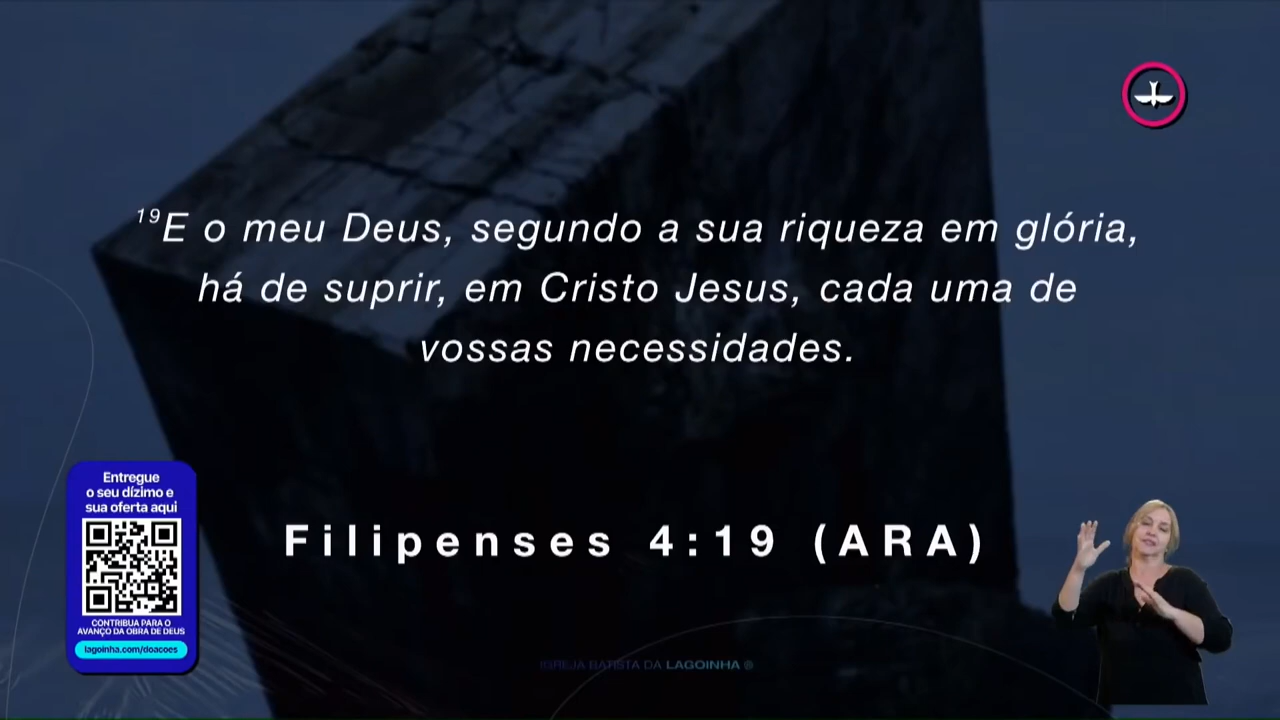 ¹⁹E o meu Deus, segundo a sua riqueza em glória,
há de suprir, em Cristo Jesus, cada uma de
vossas necessidades.
Filipenses 4:19 (ARA)
Entregue
o seu dízimo e
sua oferta aqui
CONTRIBUA PARA O
AVANÇO DA OBRA DE DEUS
lagoinha.com/doacoes
IGREJA BATISTA DA LAGOINHA ®